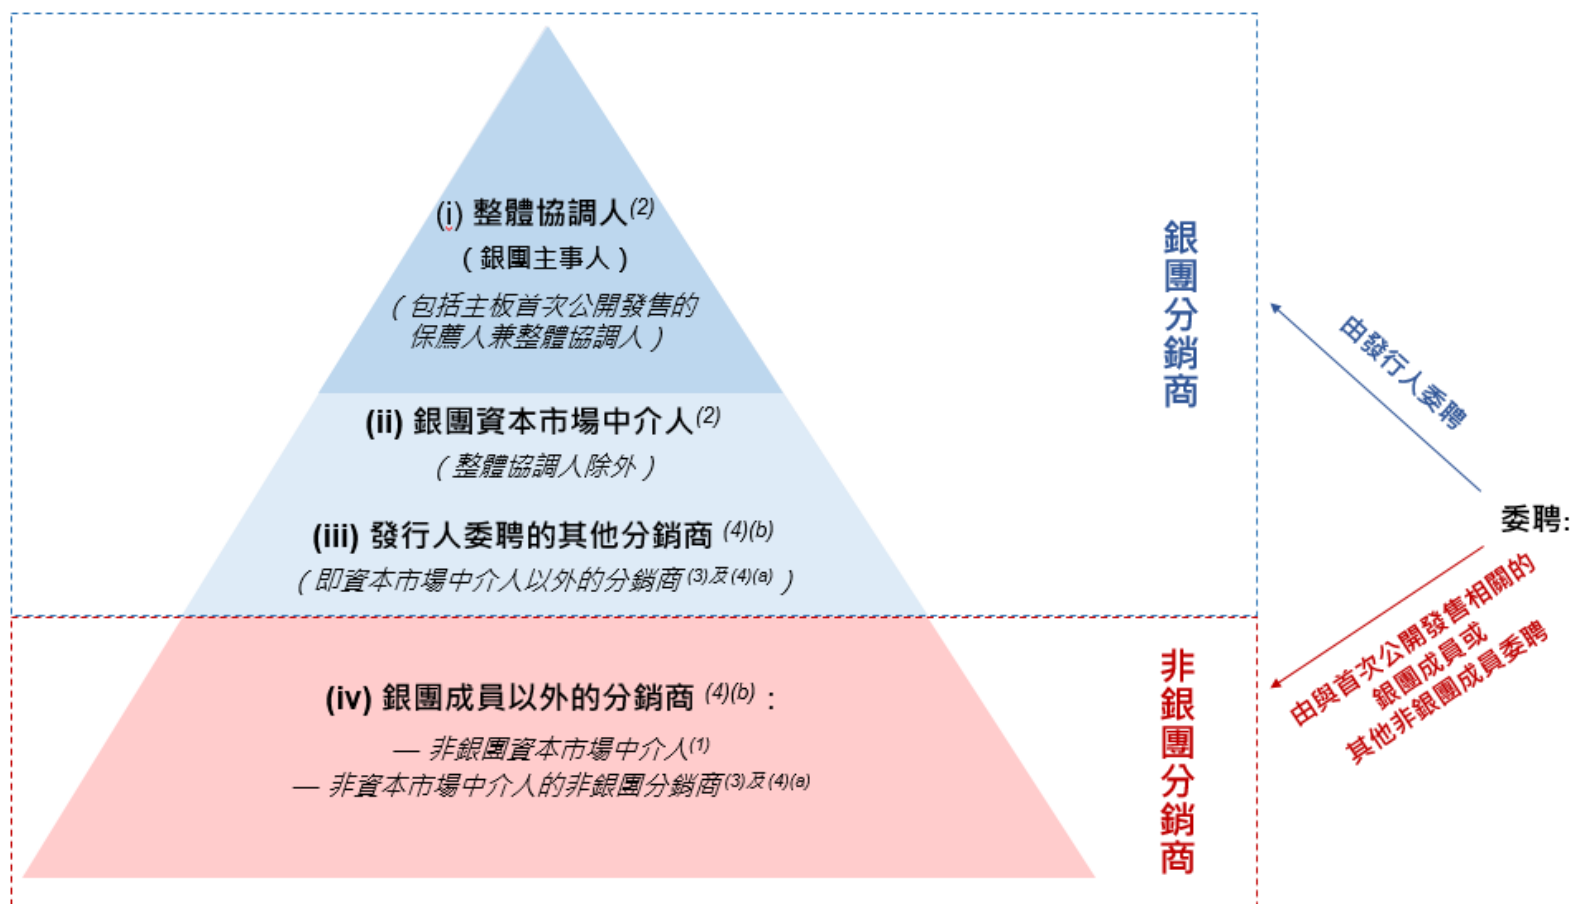 (i) 整體協調人(2)
（銀團主事人）
（包括主板首次公開發售的
保薦人兼整體協調人）
(ii) 銀團資本市場中介人(2)
（整體協調人除外）
(iii) 發行人委聘的其他分銷商 (4)(b)
（即資本市場中介人以外的分銷商 (3)及(4)(a) ）
銀團分銷商
由發行人委聘
委聘:
由與首次公開發售相關的
銀團成員或
其他非銀團成員委聘
(iv) 銀團成員以外的分銷商 (4)(b) :
— 非銀團資本市場中介人(1)
— 非資本市場中介人的非銀團分銷商(3)及(4)(a)
非銀團分銷商